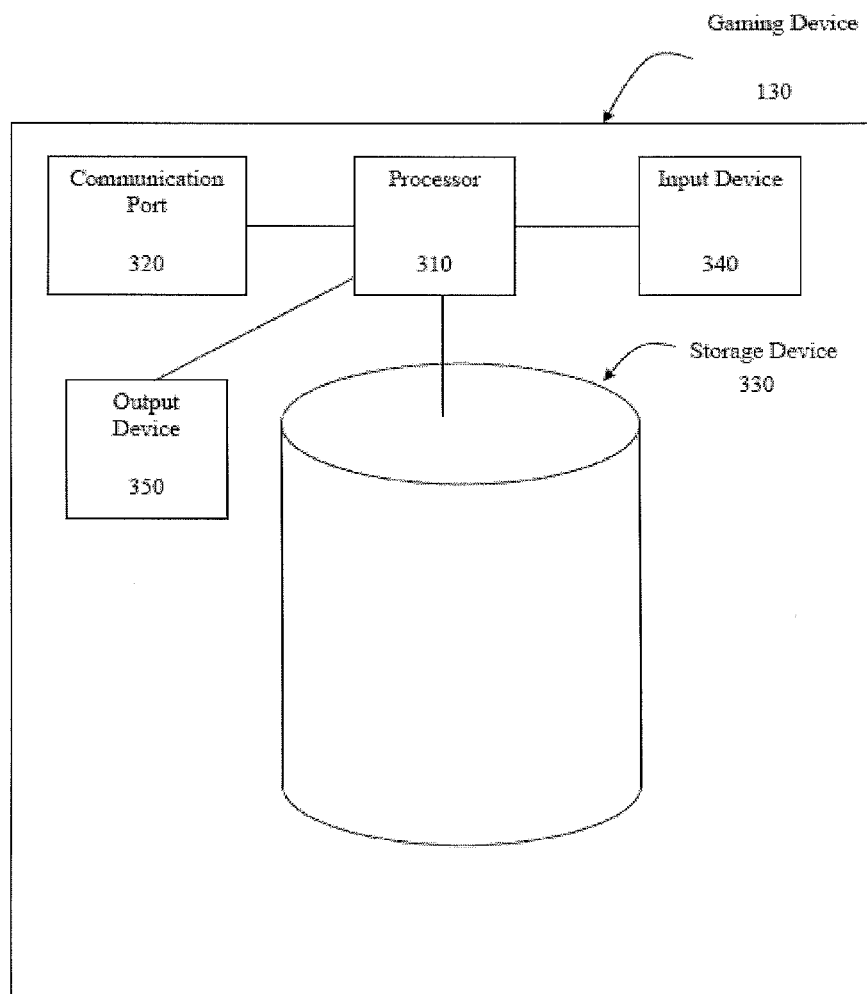 Gaming Device
130
Communication
Port
320
Processor
310
Input Device
340
Storage Device
330
Output
Device
350